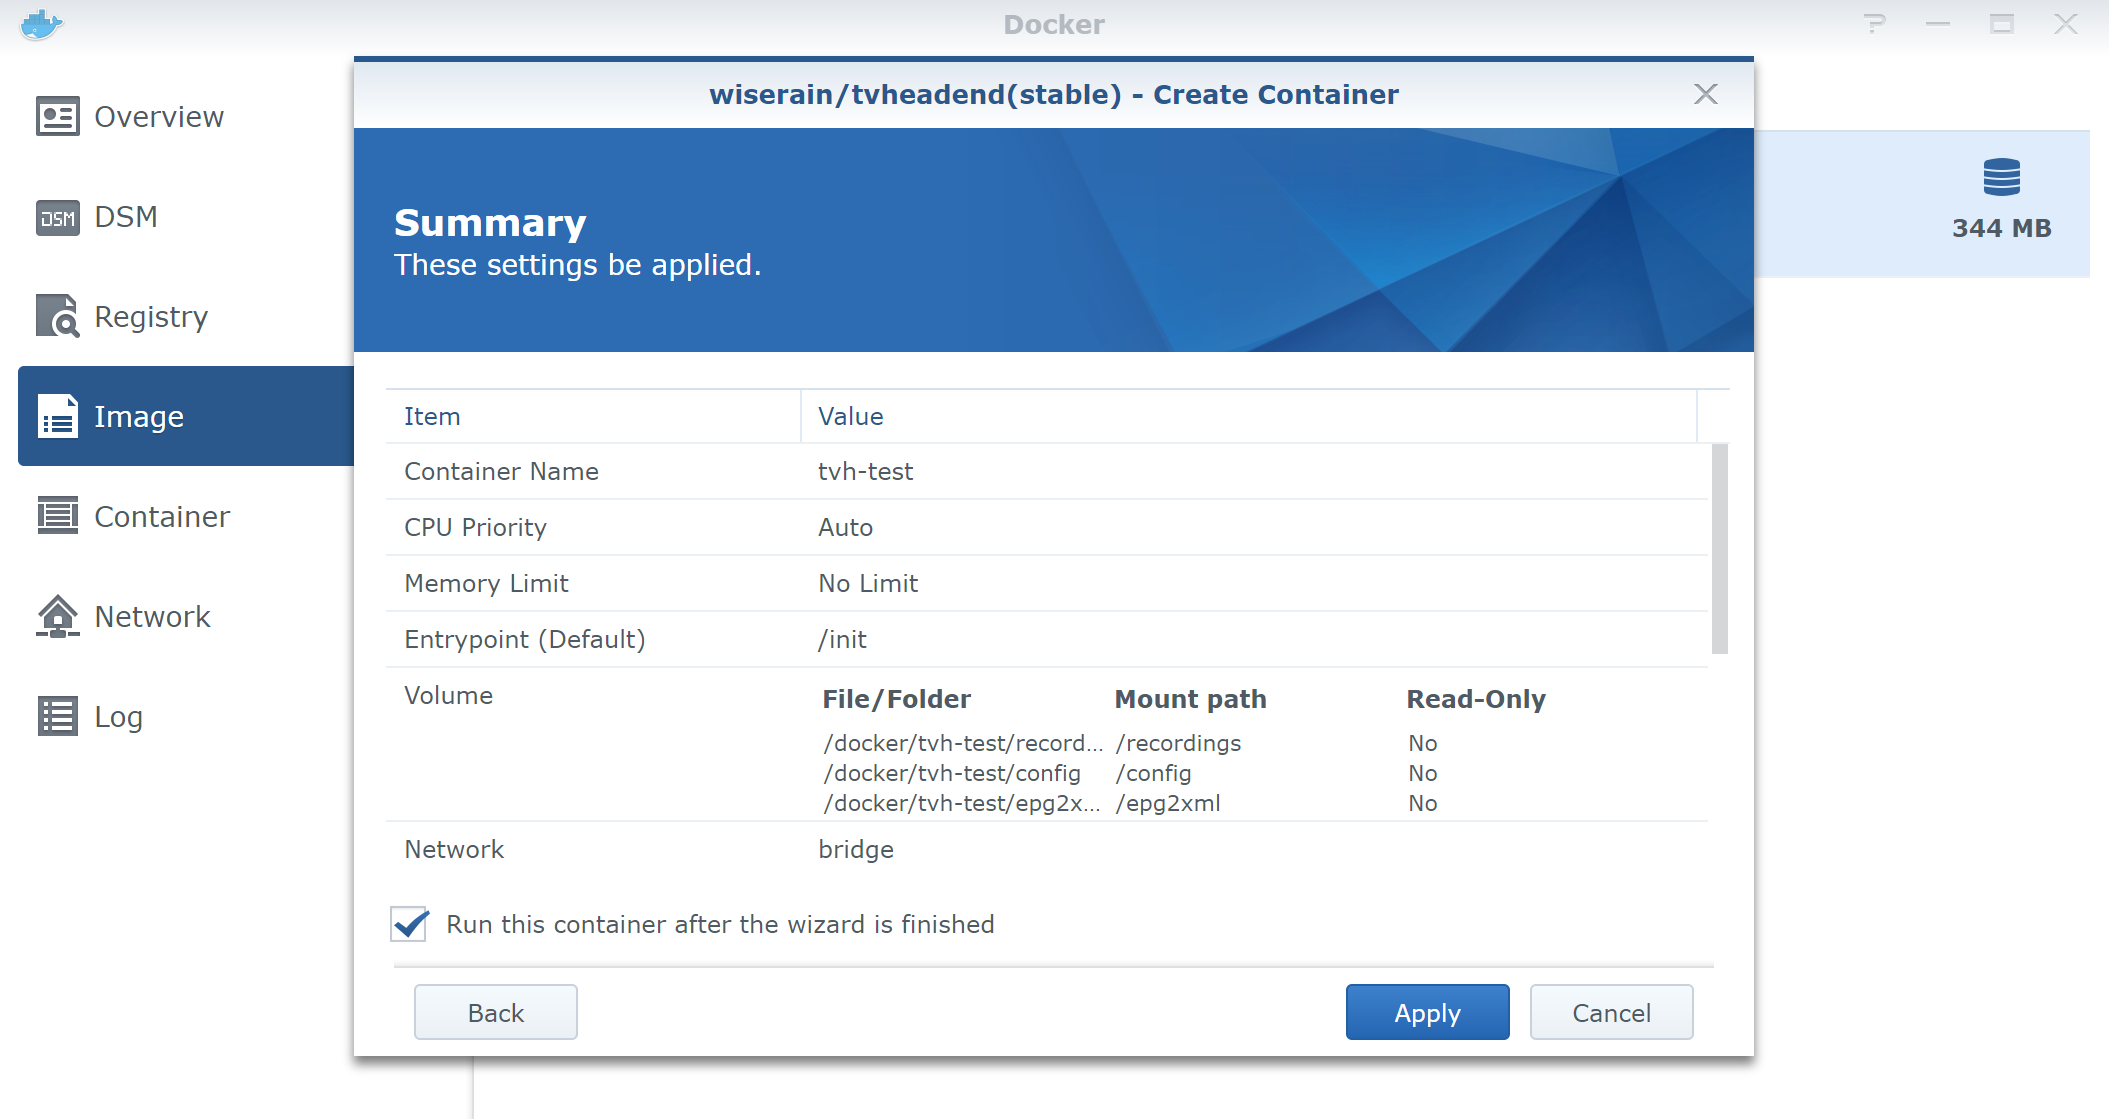 Docker
Overview
DSM
DSM
Registry
Image
Container
Network
Log
344 MB
wiserain/tvheadend(stable) - Create Container
Summary
These settings be applied.
Item Value
Container Name tvh-test
CPU Priority Auto
Memory Limit No Limit
Entrypoint (Default) /init
Volume File/Folder Mount path Read-Only
/docker/tvh-test/record... /recordings No
/docker/tvh-test/config /config No
/docker/tvh-test/epg2x... /epg2xml No
Network bridge
Run this container after the wizard is finished
Back Apply Cancel